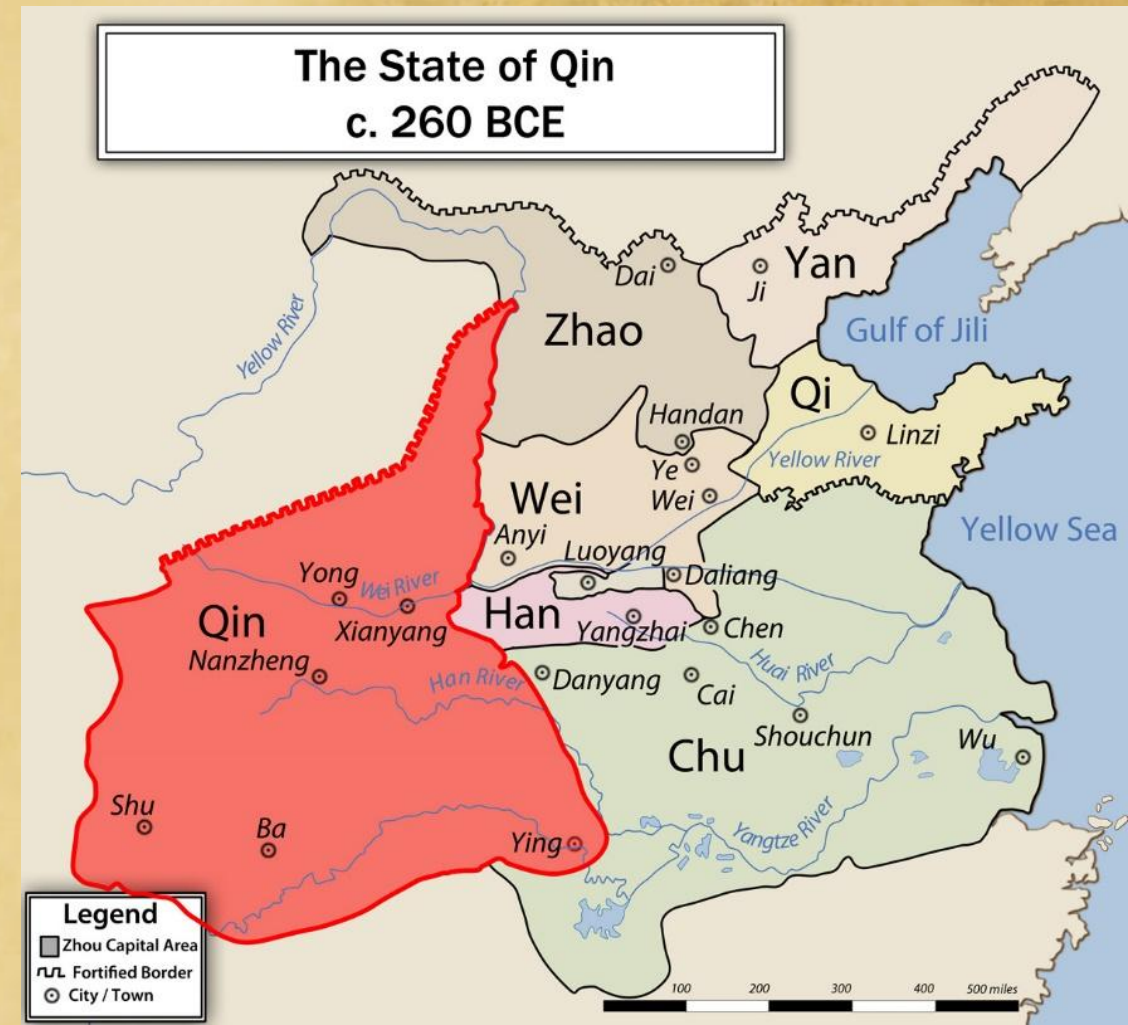 The State of Qin
c. 260 BCE
Dai
Ji
Yan
Zhao
Gulf of Jili
Yellow River
Qi
Handan
Linzi
Ye
Yellow River
Wei
Wei
Yellow Sea
Anyi
Luoyang
Daliang
Yong
Wei River
Qin
Xianyang
Han
Yangzhai
Chen
Nanzheng
Han River
Danyang
Huai River
Cai
Shouchun
Wu
Chu
Shu
Ba
Ying
Yangtze River
Legend
Zhou Capital Area
Fortified Border
City / Town
100 200 300 400 500 miles